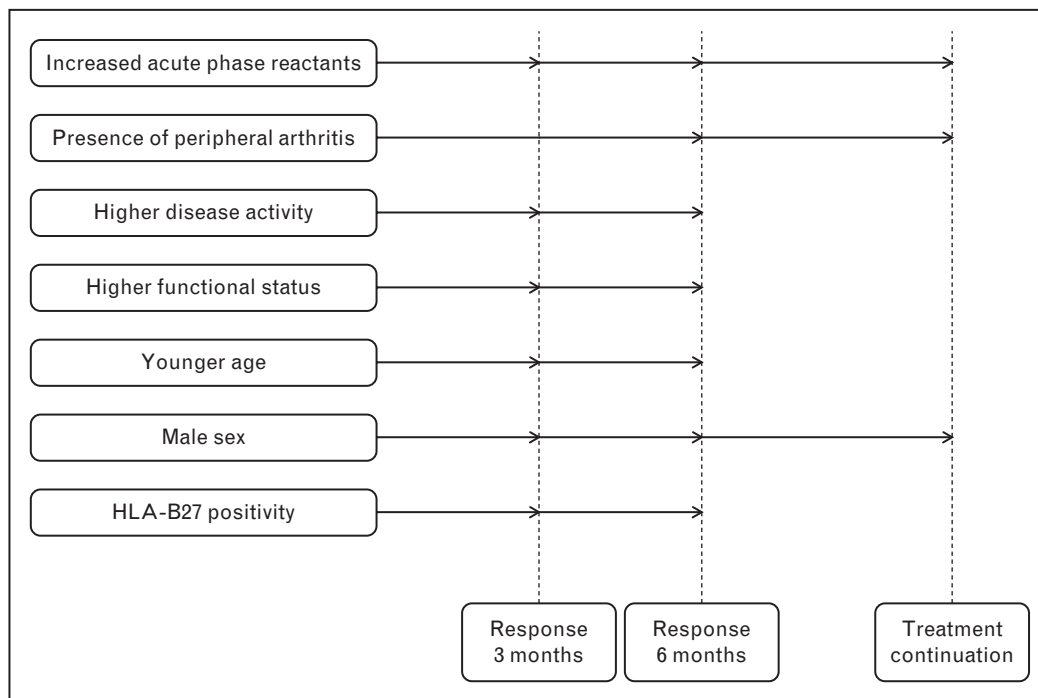 Increased acute phase reactants
Presence of peripheral arthritis
Higher disease activity
Higher functional status
Younger age
Male sex
HLA-B27 positivity
Response
3 months
Response
6 months
Treatment
continuation